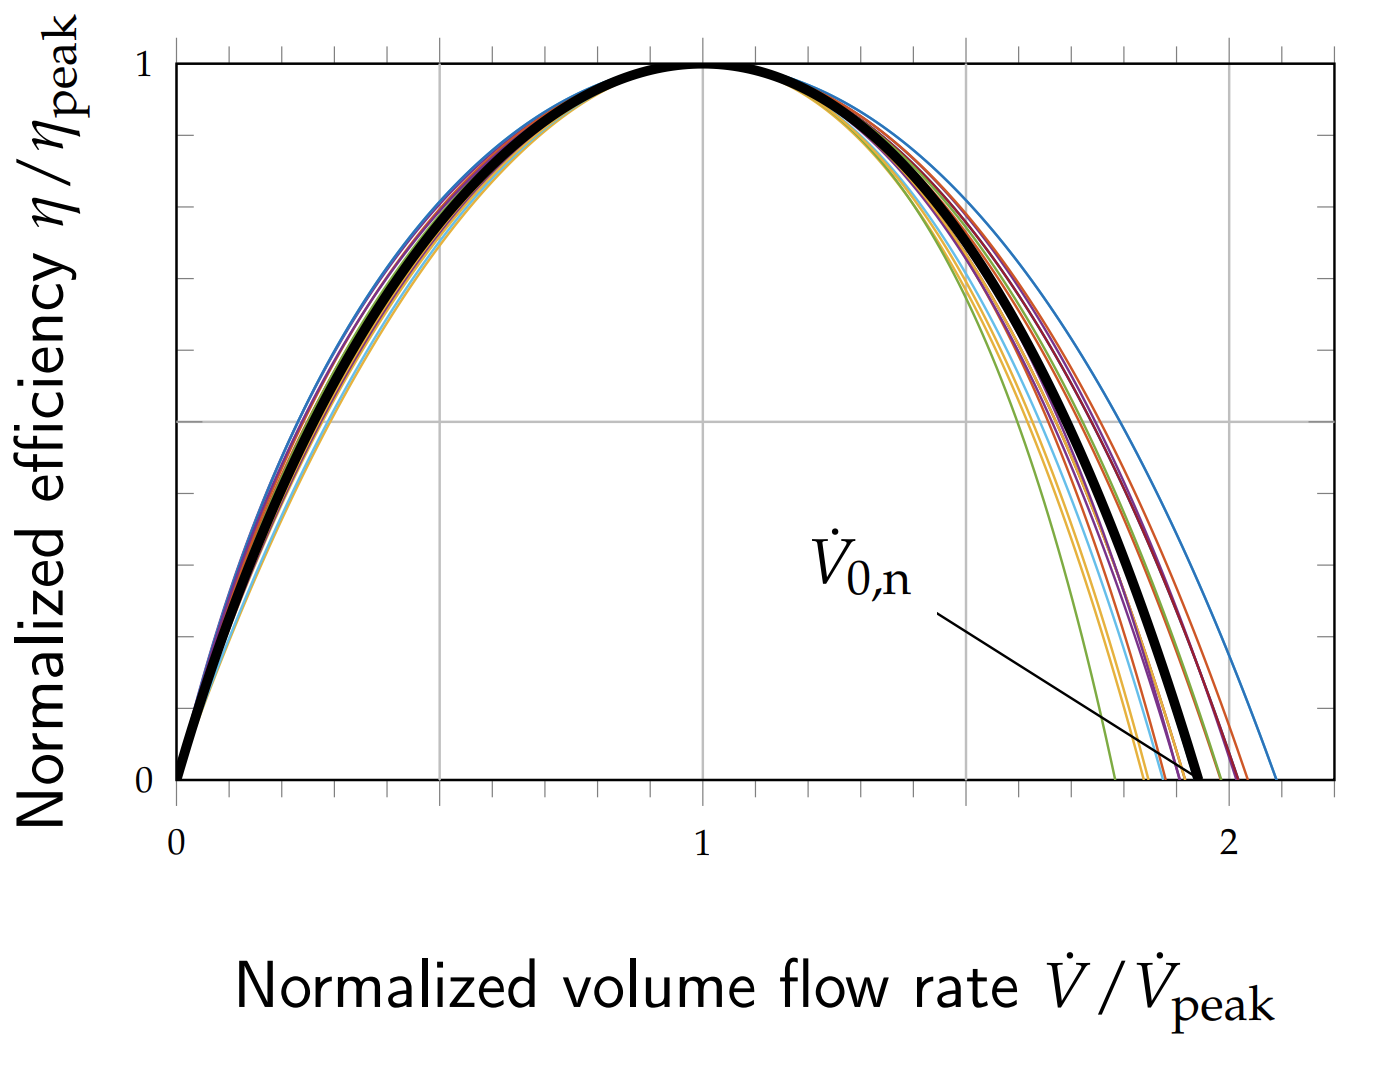 Normalized efficiency η/ηpeak
1
0
V̇0,n
0 1 2
Normalized volume flow rate V̇/V̇peak